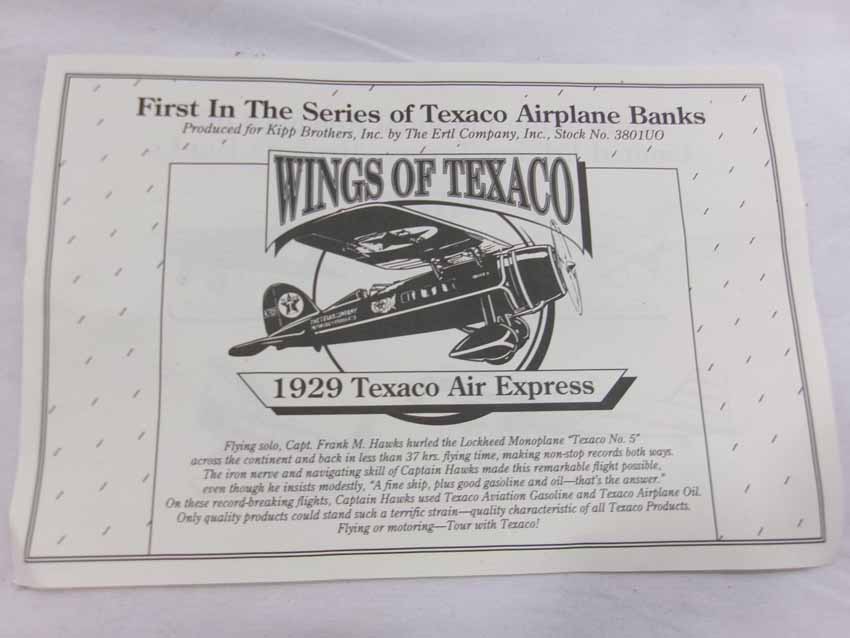 First In The Series of Texaco Airplane Banks
Produced for Kipp Brothers, Inc. by The Ertl Company, Inc., Stock No. 3801UO
WINGS OF TEXACO
THE TEXAS COMPANY
1929 Texaco Air Express
Flying solo, Capt. Frank M. Hawks hurled the Lockheed Monoplane "Texaco No. 5"
across the continent and back in less than 37 hrs. flying time, making non-stop records both ways.
The iron nerve and navigating skill of Captain Hawks made this remarkable flight possible,
even though he insists modestly, "A fine ship, plus good gasoline and oil—that's the answer."
On these record-breaking flights, Captain Hawks used Texaco Aviation Gasoline and Texaco Airplane Oil.
Only quality products could stand such a terrific strain—quality characteristic of all Texaco Products.
Flying or motoring—Tour with Texaco!